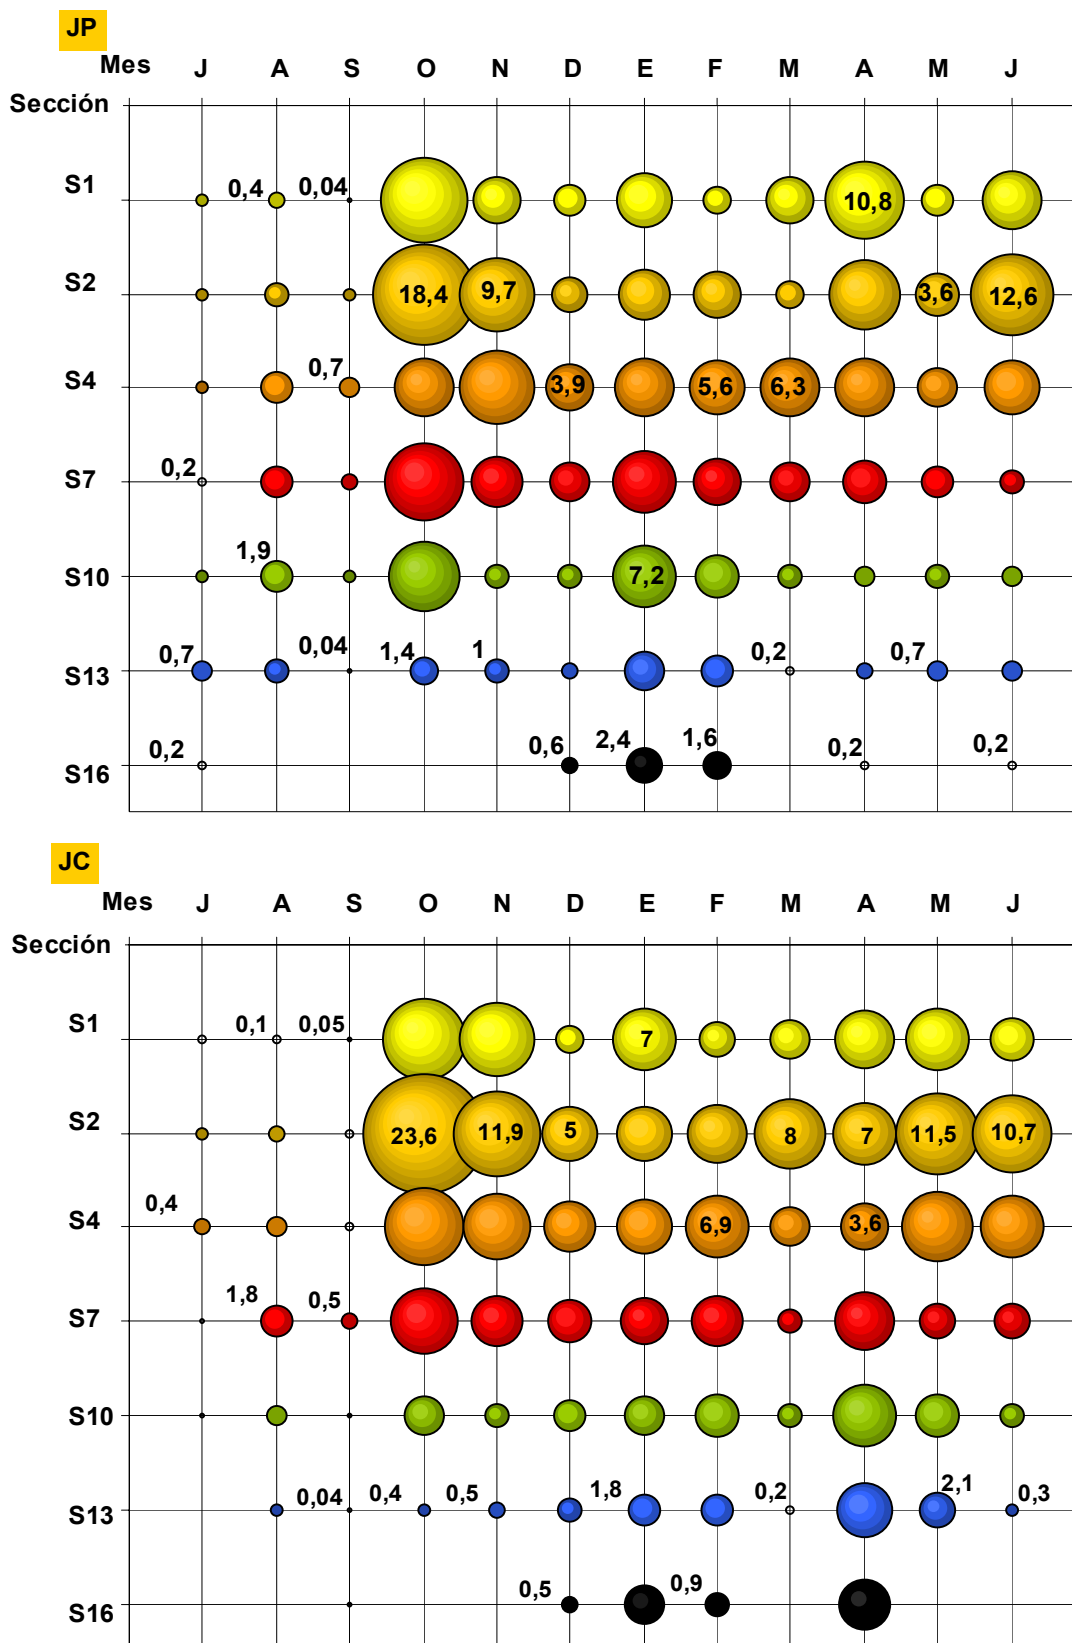 JP
Mes J A S O N D E F M A M J
Sección
S1 0,4 0,04 10,8
S2 18,4 9,7 3,6 12,6
S4 0,7 3,9 5,6 6,3
S7 0,2
S10 1,9 7,2
S13 0,7 0,04 1,4 1 0,2 0,7
S16 0,2 0,6 2,4 1,6 0,2 0,2
JC
Mes J A S O N D E F M A M J
Sección
S1 0,1 0,05 7
S2 23,6 11,9 5 8 7 11,5 10,7
S4 0,4 6,9 3,6
S7 1,8 0,5
S10
S13 0,04 0,4 0,5 1,8 0,2 2,1 0,3
S16 0,5 0,9